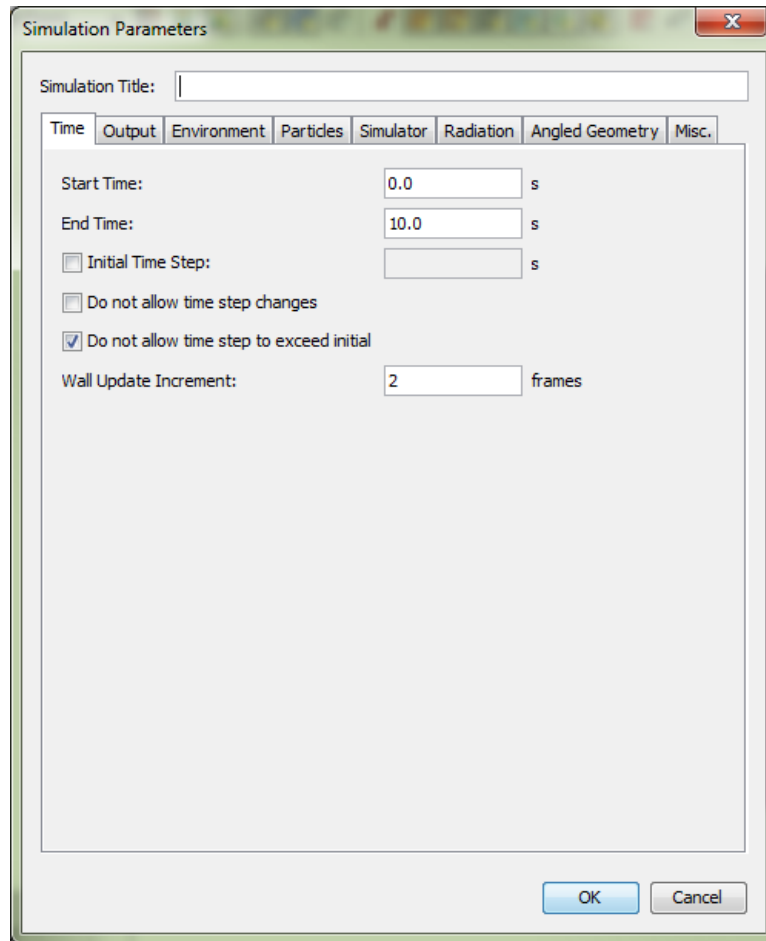 Simulation Parameters
Simulation Title:
Time Output Environment Particles Simulator Radiation Angled Geometry Misc.
Start Time: 0.0 s
End Time: 10.0 s
Initial Time Step: s
Do not allow time step changes
Do not allow time step to exceed initial
Wall Update Increment: 2 frames
OK Cancel